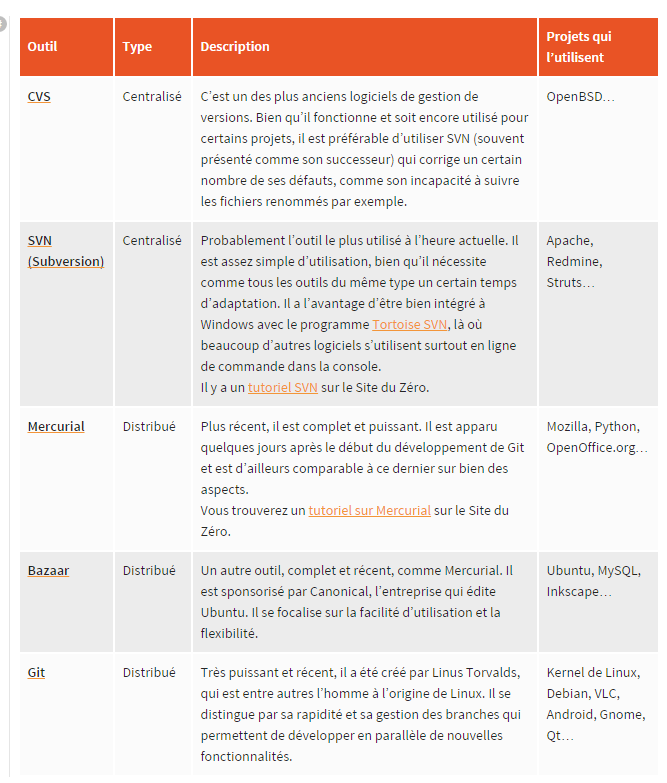 Outil
Type
Description
Projets qui
l’utilisent
CVS
Centralisé
C’est un des plus anciens logiciels de gestion de
versions. Bien qu’il fonctionne et soit encore utilisé pour
certains projets, il est préférable d’utiliser SVN (souvent
présenté comme son successeur) qui corrige un certain
nombre de ses défauts, comme son incapacité à suivre
les fichiers renommés par exemple.
OpenBSD…
SVN
(Subversion)
Centralisé
Probablement l’outil le plus utilisé à l’heure actuelle. Il
est assez simple d’utilisation, bien qu’il nécessite
comme tous les outils du même type un certain temps
d’adaptation. Il a l’avantage d’être bien intégré à
Windows avec le programme Tortoise SVN, là où
beaucoup d’autres logiciels s’utilisent surtout en ligne
de commande dans la console.
Il y a un tutoriel SVN sur le Site du Zéro.
Apache,
Redmine,
Struts…
Mercurial
Distribué
Plus récent, il est complet et puissant. Il est apparu
quelques jours après le début du développement de Git
et est d’ailleurs comparable à ce dernier sur bien des
aspects.
Vous trouverez un tutoriel sur Mercurial sur le Site du
Zéro.
Mozilla, Python,
OpenOffice.org…
Bazaar
Distribué
Un autre outil, complet et récent, comme Mercurial. Il
est sponsorisé par Canonical, l’entreprise qui édite
Ubuntu. Il se focalise sur la facilité d’utilisation et la
flexibilité.
Ubuntu, MySQL,
Inkscape…
Git
Distribué
Très puissant et récent, il a été créé par Linus Torvalds,
qui est entre autres l’homme à l’origine de Linux. Il se
distingue par sa rapidité et sa gestion des branches qui
permettent de développer en parallèle de nouvelles
fonctionnalités.
Kernel de Linux,
Debian, VLC,
Android, Gnome,
Qt…